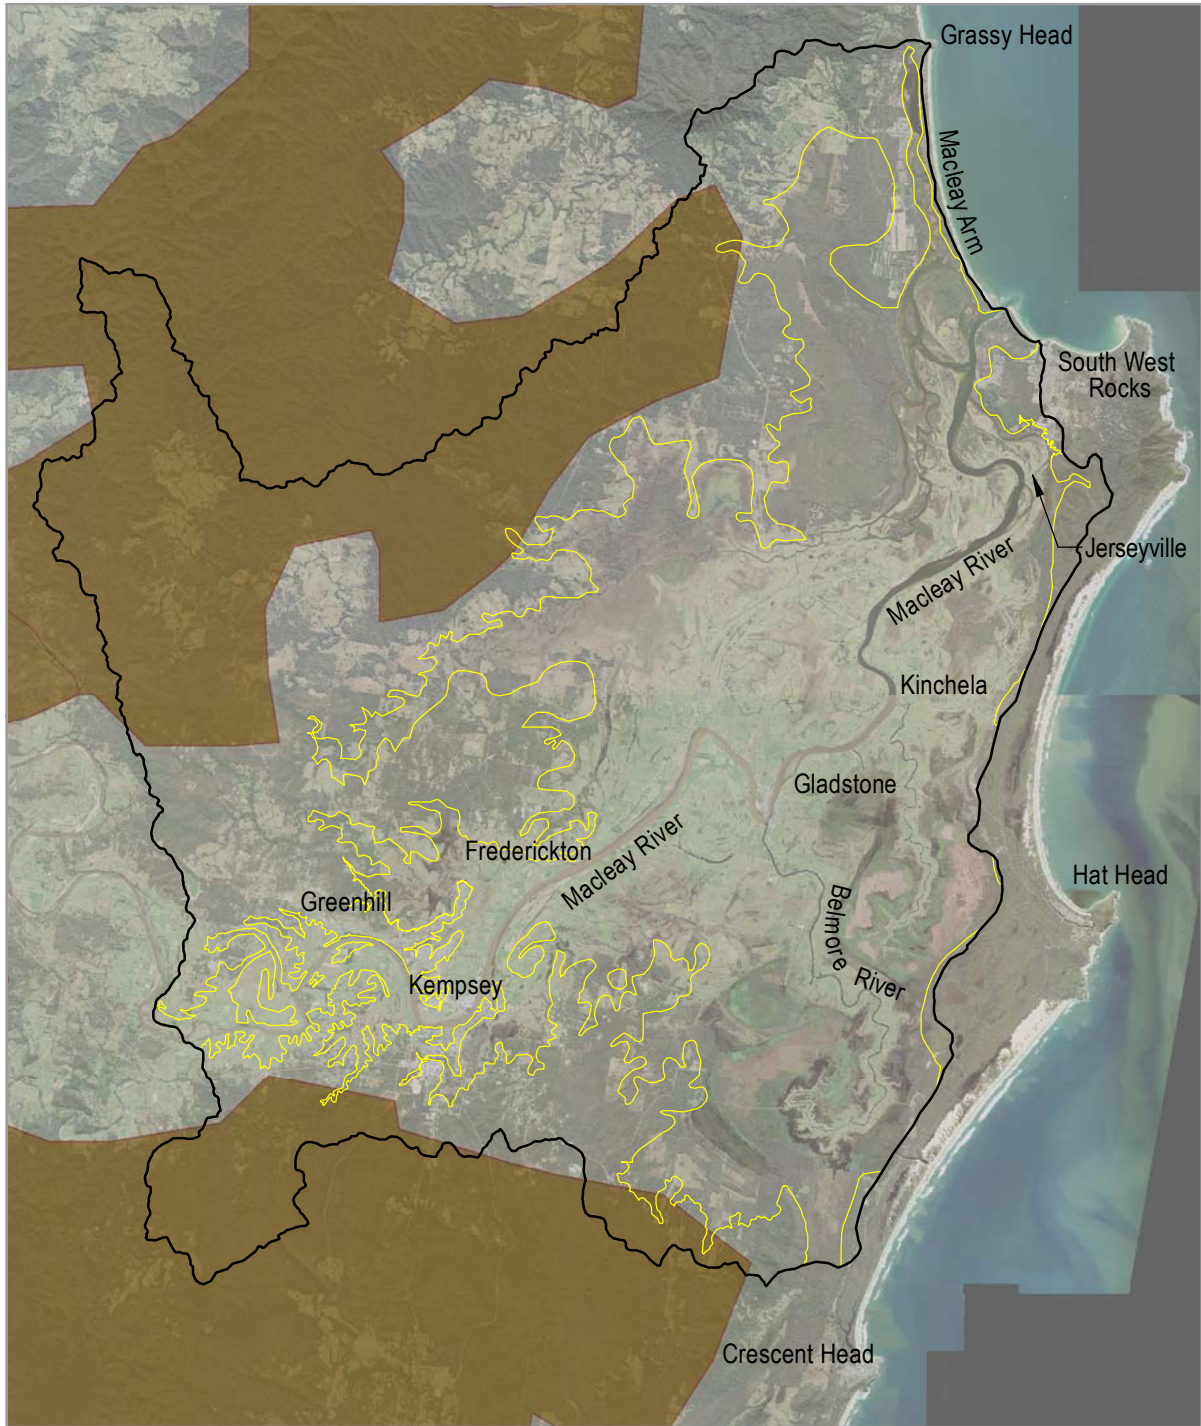 Grassy Head
Macleay Arm
South West
Rocks
Jerseyville
Macleay River
Kinchela
Gladstone
Frederickton
Macleay River
Hat Head
Greenhill
Belmore
River
Kempsey
Crescent Head